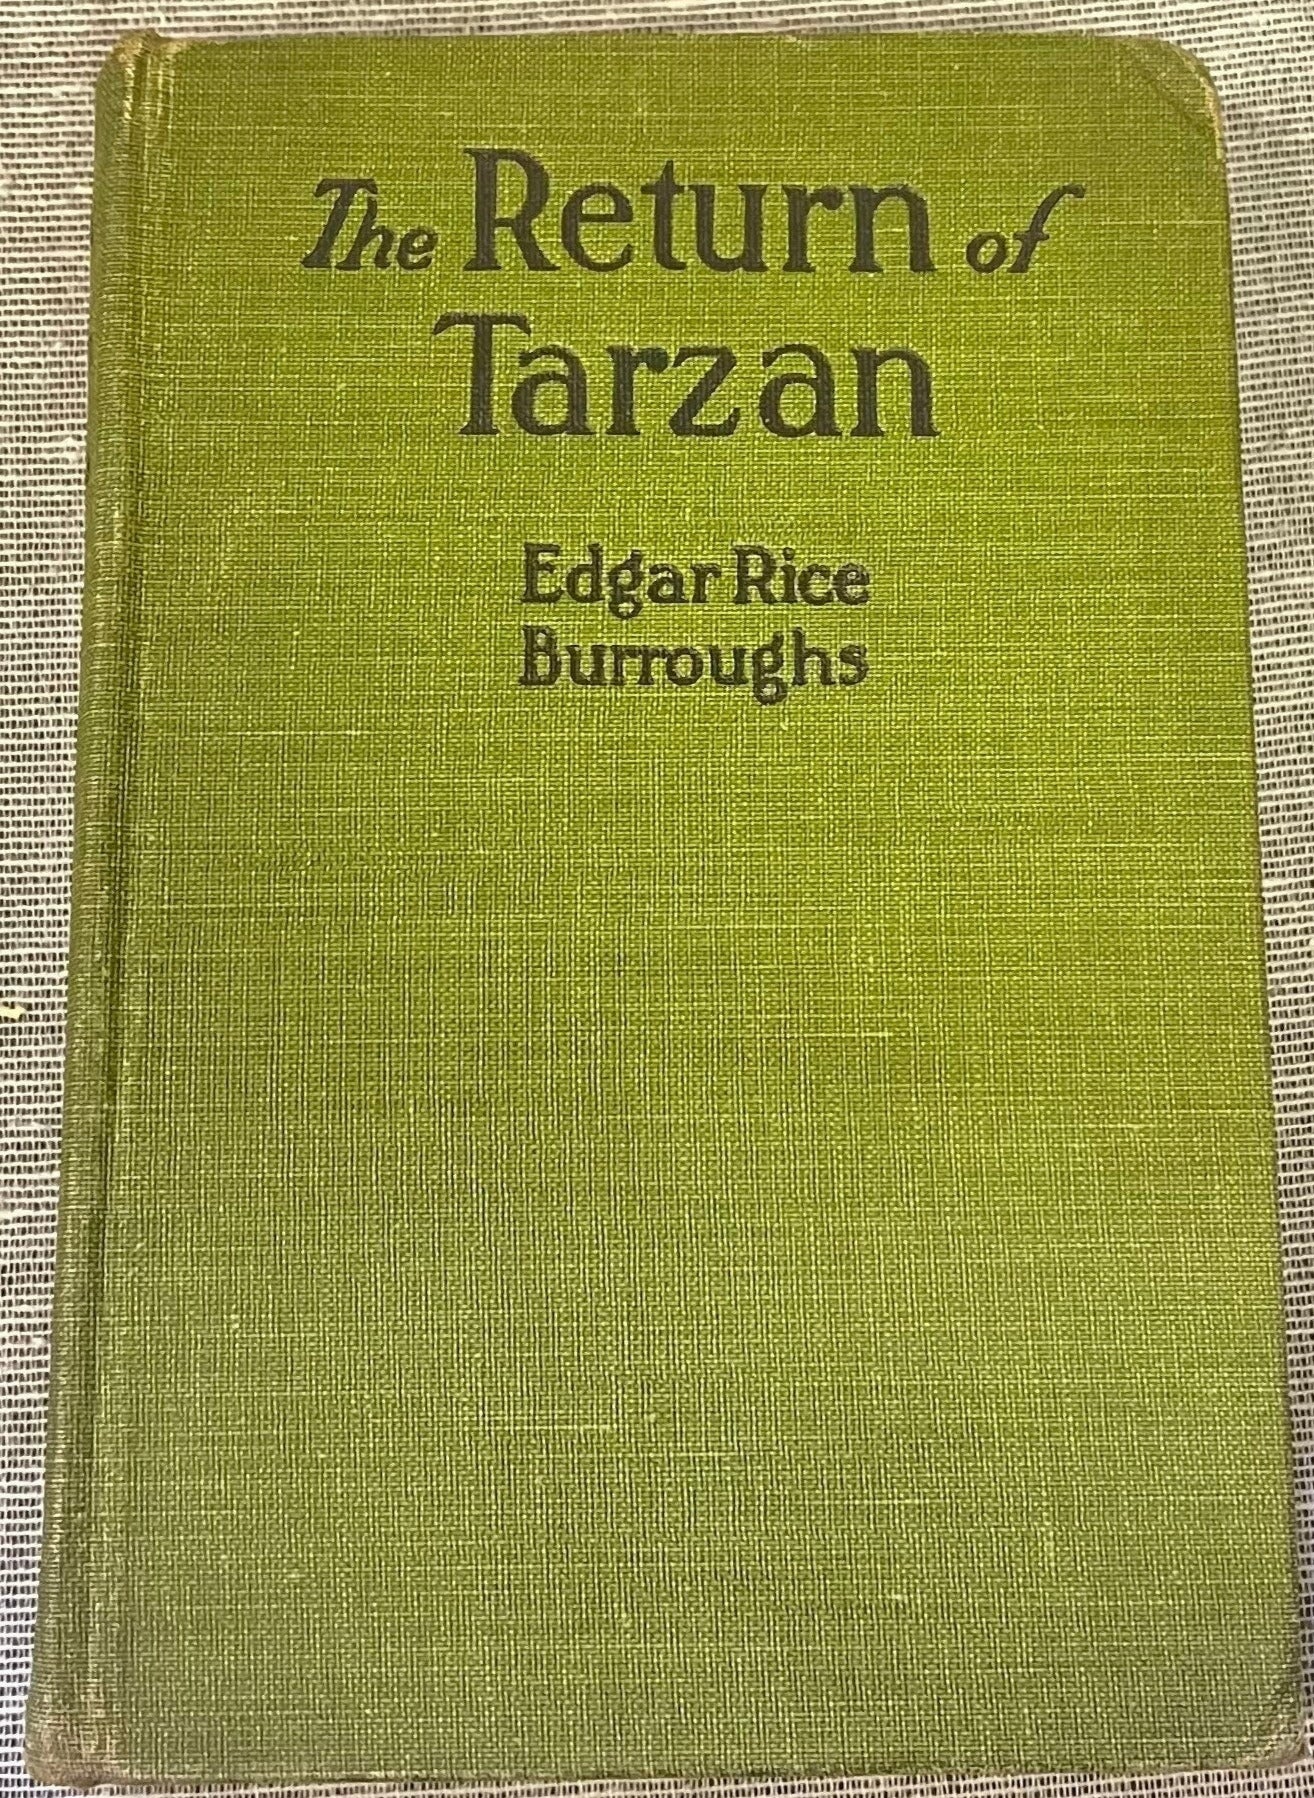 The Return of
Tarzan
Edgar Rice
Burroughs